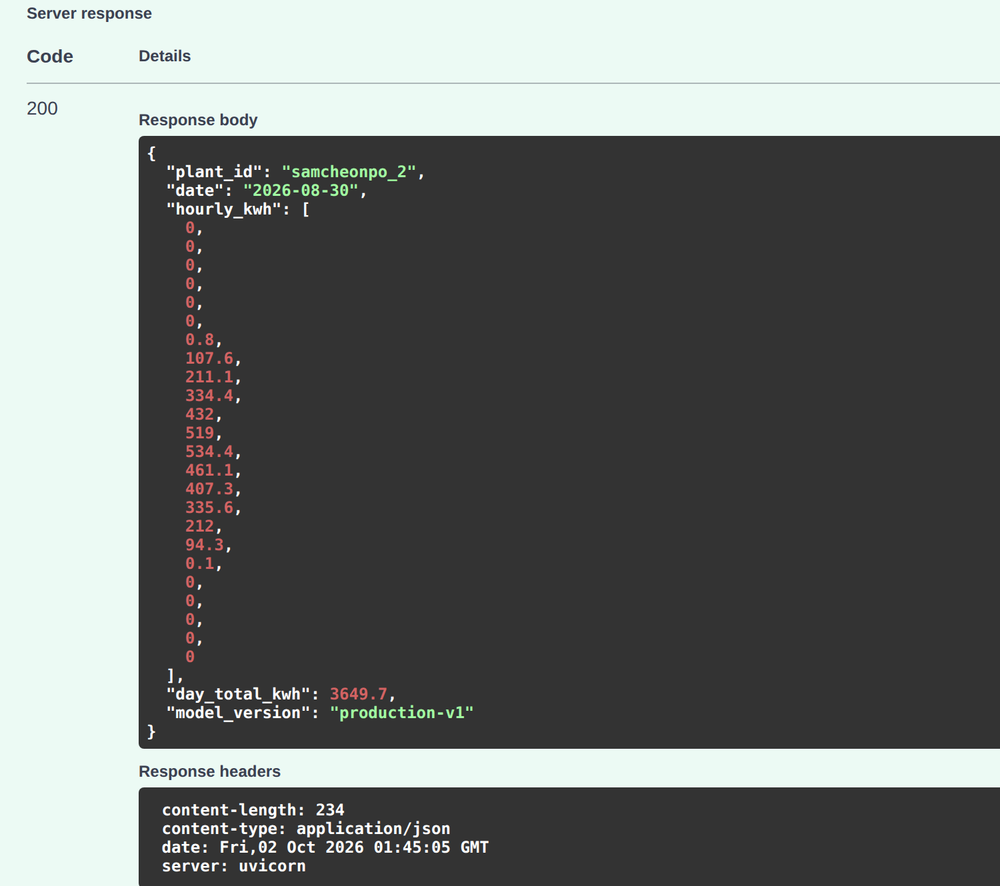 Server response
Code Details
200
Response body
{
  "plant_id": "samcheonpo_2",
  "date": "2026-08-30",
  "hourly_kwh": [
    0,
    0,
    0,
    0,
    0,
    0,
    0.8,
    107.6,
    211.1,
    334.4,
    432,
    519,
    534.4,
    461.1,
    407.3,
    335.6,
    212,
    94.3,
    0.1,
    0,
    0,
    0,
    0,
    0
  ],
  "day_total_kwh": 3649.7,
  "model_version": "production-v1"
}
Response headers
content-length: 234
content-type: application/json
date: Fri,02 Oct 2026 01:45:05 GMT
server: uvicorn